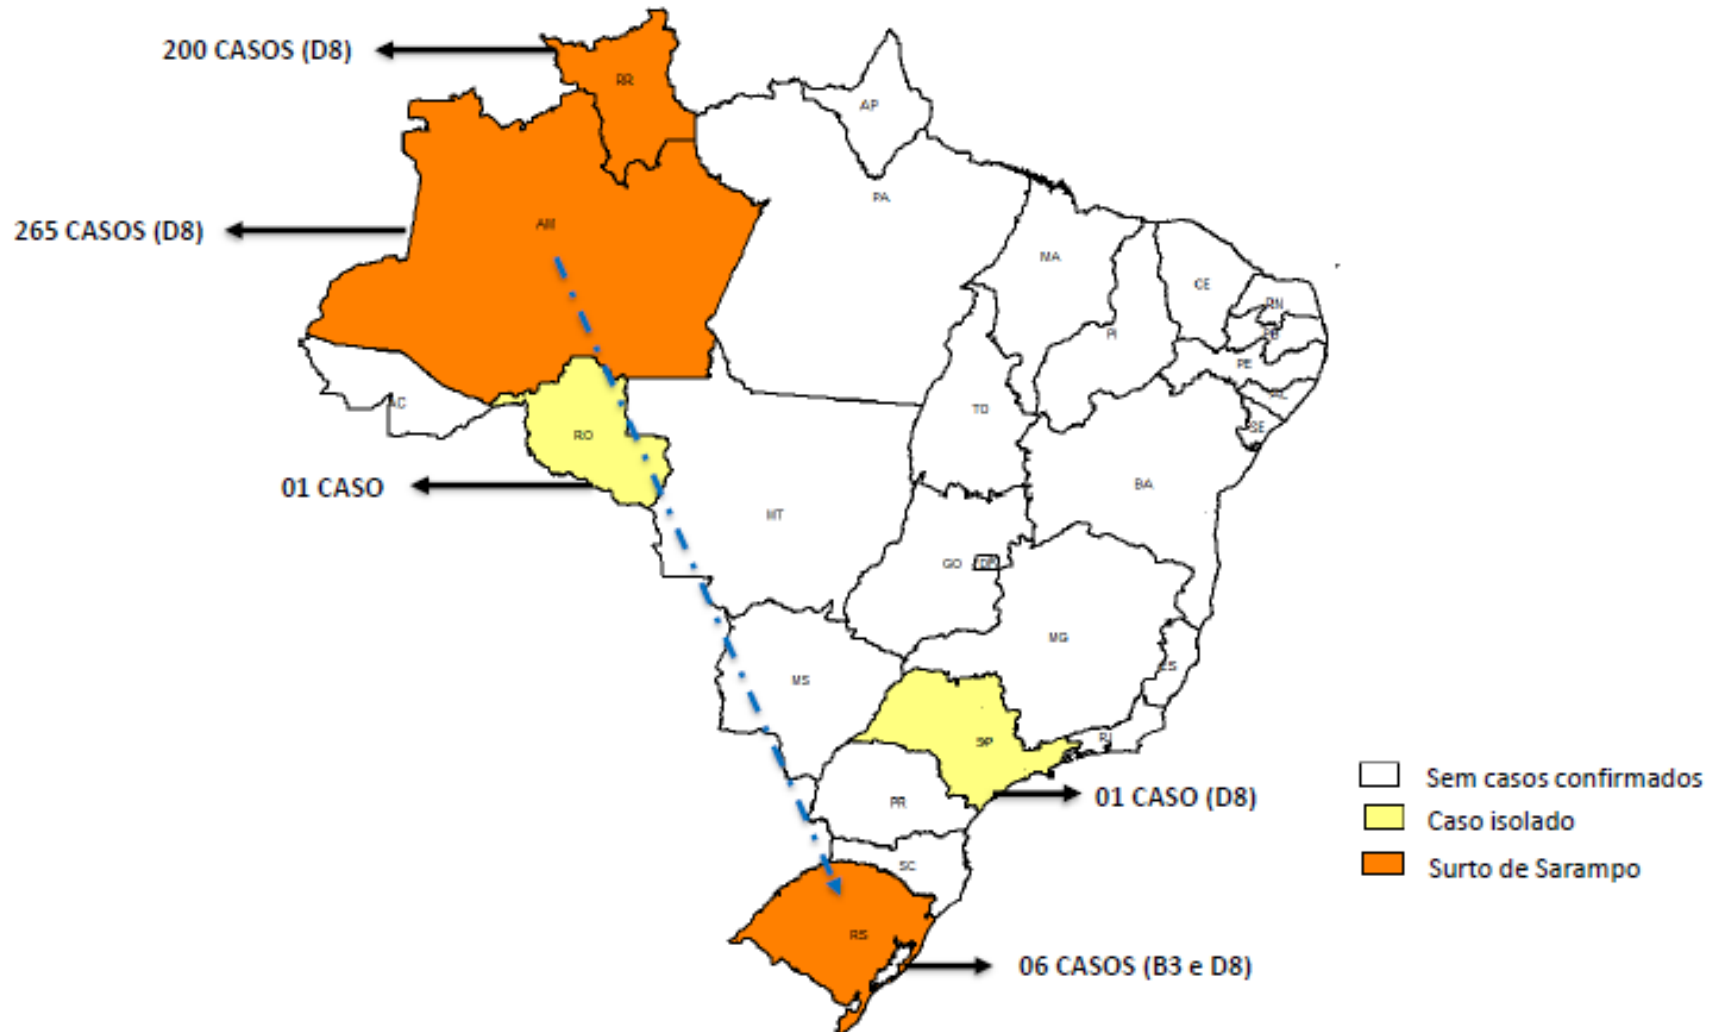 200 CASOS (D8)
RR
AP
265 CASOS (D8)
AM
PA
MA
CE
RN
PB
PI
PE
AL
AC
TO
SE
RO
01 CASO
BA
MT
GO
DF
MG
ES
MS
SP
RJ
PR
01 CASO (D8)
SC
RS
06 CASOS (B3 e D8)
Sem casos confirmados
Caso isolado
Surto de Sarampo